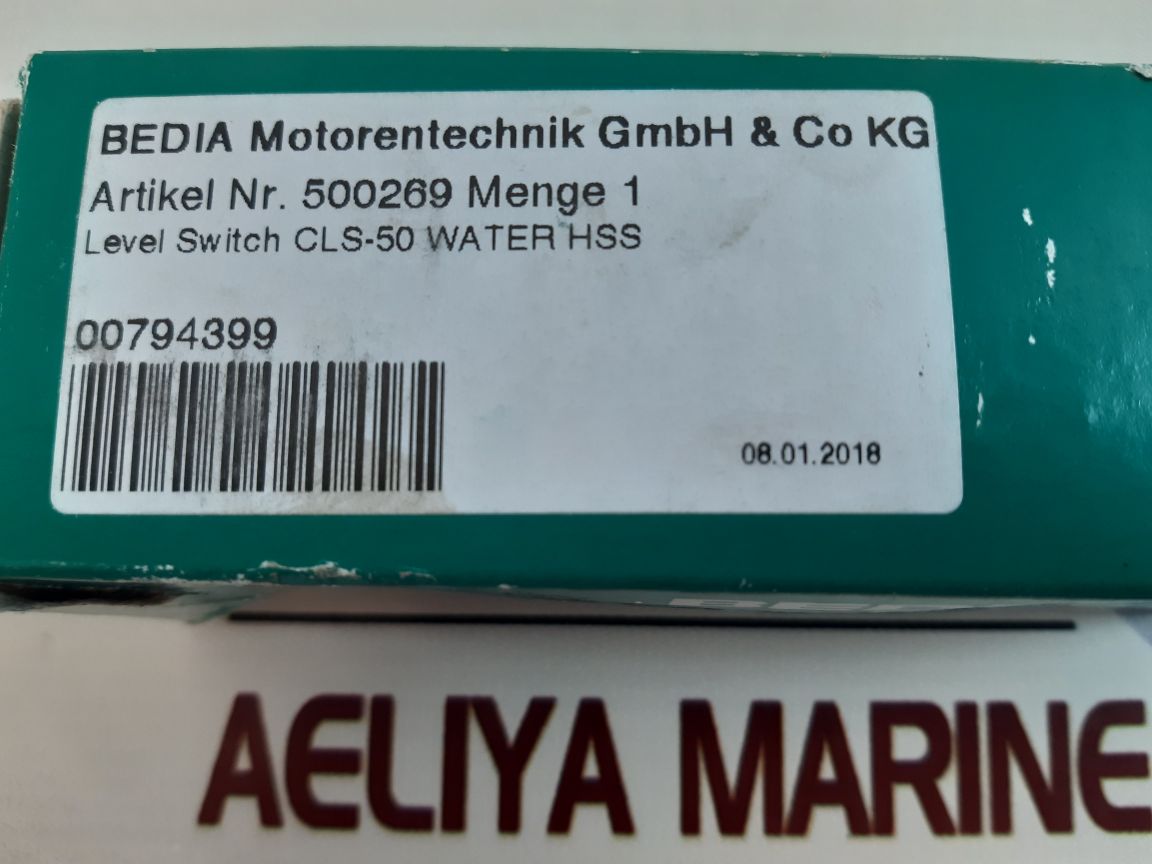 BEDIA Motorentechnik GmbH & Co KG
Artikel Nr. 500269 Menge 1
Level Switch CLS-50 WATER HSS
00794399
08.01.2018
AELIYA MARINE